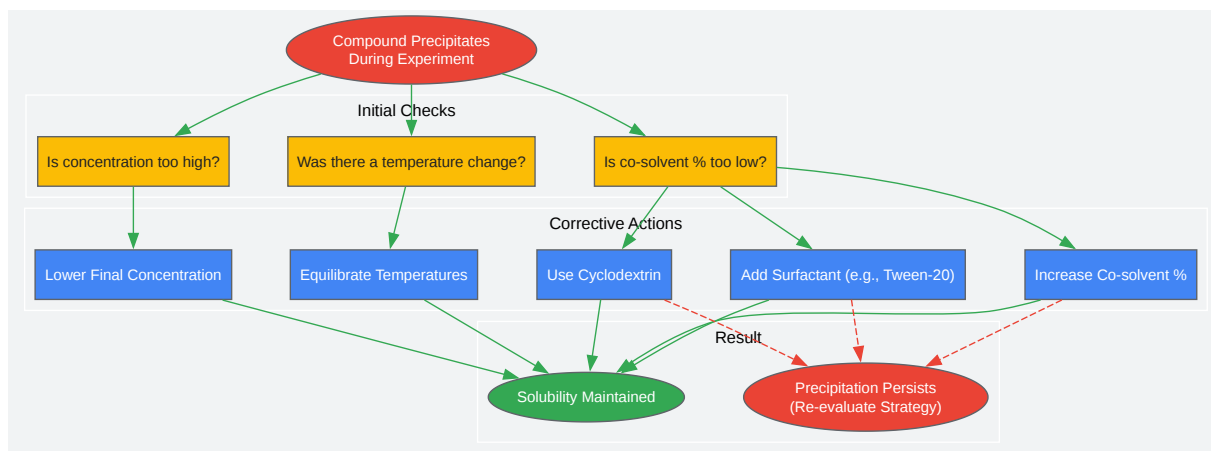 Compound Precipitates
During Experiment
Initial Checks
Is concentration too high?
Was there a temperature change?
Is co-solvent % too low?
Corrective Actions
Lower Final Concentration
Equilibrate Temperatures
Use Cyclodextrin
Add Surfactant (e.g., Tween-20)
Increase Co-solvent %
Result
Solubility Maintained
Precipitation Persists
(Re-evaluate Strategy)